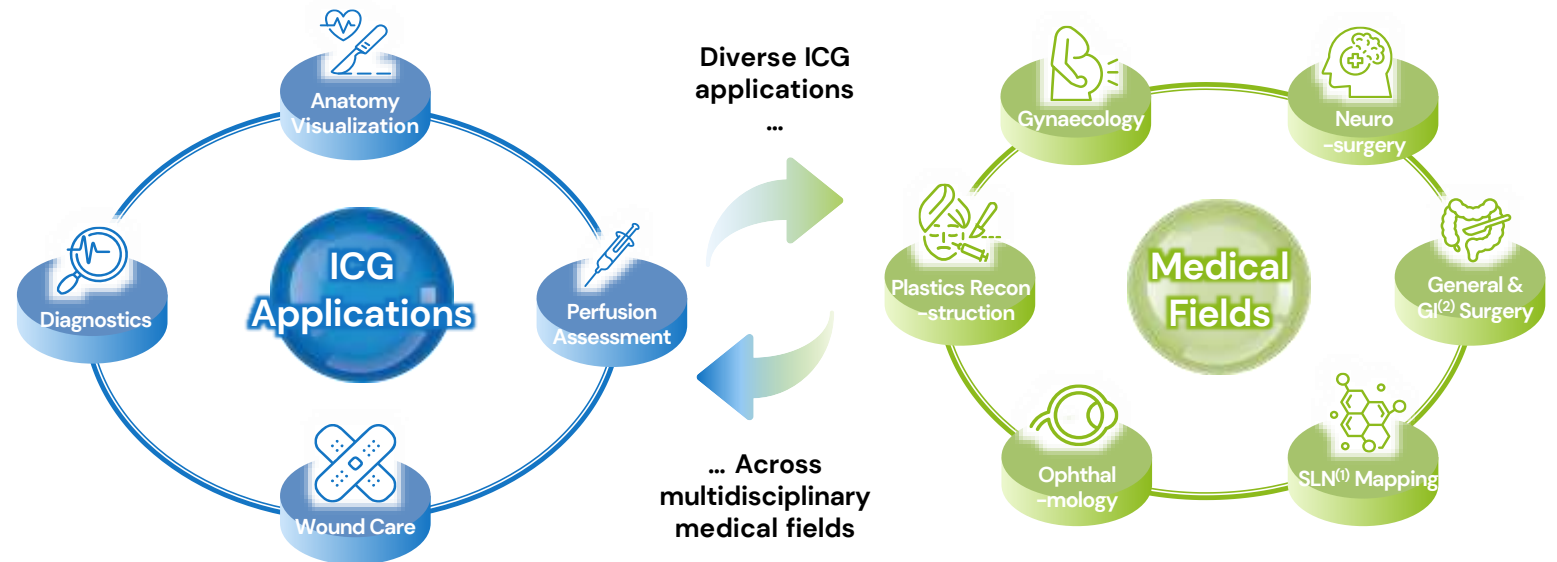 Anatomy
Visualization
Diagnostics
ICG
Applications
Perfusion
Assessment
Wound Care
Diverse ICG
applications
...
... Across
multidisciplinary
medical fields
Gynaecology
Neuro
-surgery
Plastics Recon
-struction
Medical
Fields
General &
GI⁽²⁾ Surgery
Ophthal
-mology
SLN⁽¹⁾ Mapping